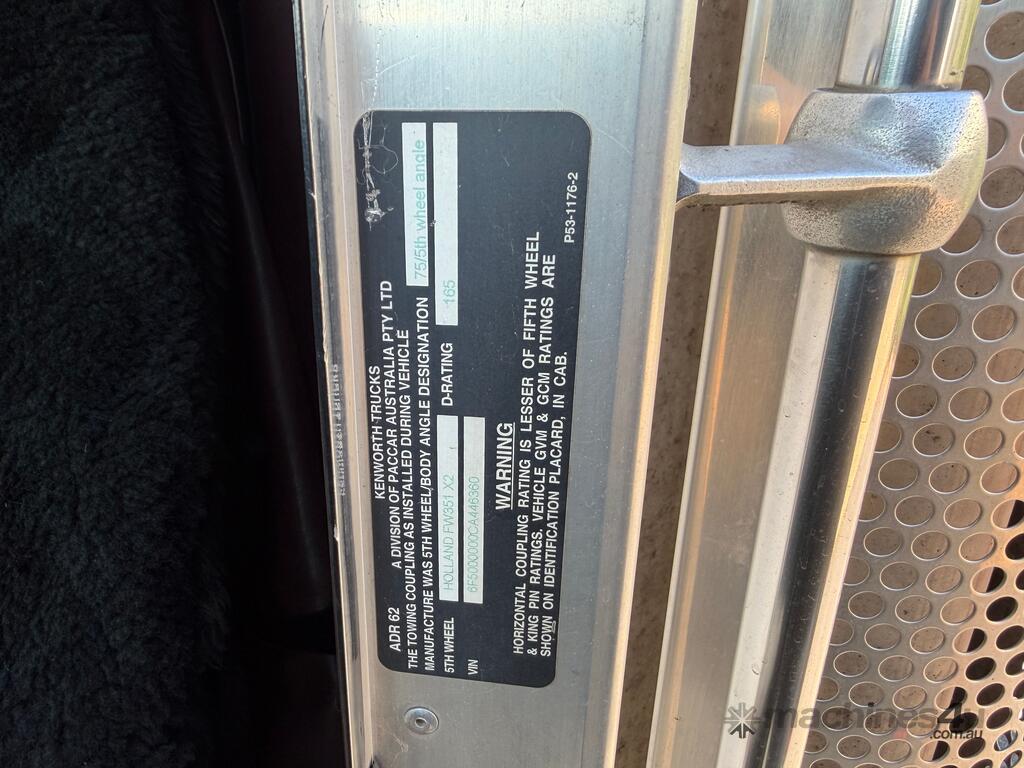 KENWORTH TRUCKS
ADR 62 A DIVISION OF PACCAR AUSTRALIA PTY LTD
THE TOWING COUPLING AS INSTALLED DURING VEHICLE
MANUFACTURE WAS 5TH WHEEL/BODY ANGLE DESIGNATION 75/5th wheel angle
5TH WHEEL HOLLAND FW351 X2 D-RATING 165
VIN 6F5000000CA446360
WARNING
HORIZONTAL COUPLING RATING IS LESSER OF FIFTH WHEEL
& KING PIN RATINGS. VEHICLE GVM & GCM RATINGS ARE
SHOWN ON IDENTIFICATION PLACARD, IN CAB.
P53-1176-2
machines4u
.com.au